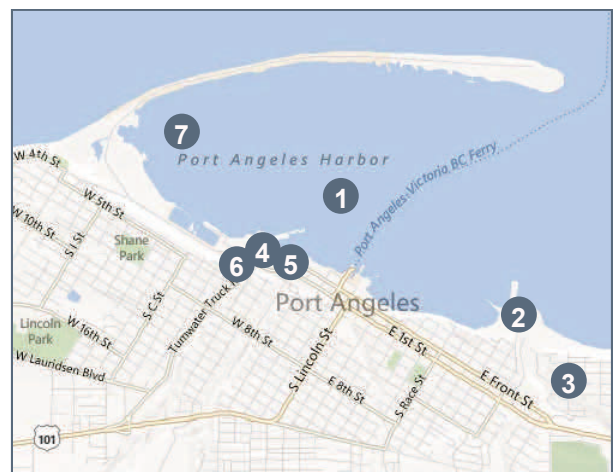 7
Port Angeles Harbor
1
Port Angeles: Victoria BC Ferry
W 4th St
W 5th St
W 10th St
S I St
Shane
Park
S C St
6
4
5
Tumwater Truck
Port Angeles
2
Lincoln
Park
W 16th St
W Lauridsen Blvd
W 8th St
S Lincoln St
E 8th St
E 1st St
S Race St
E Front St
3
101